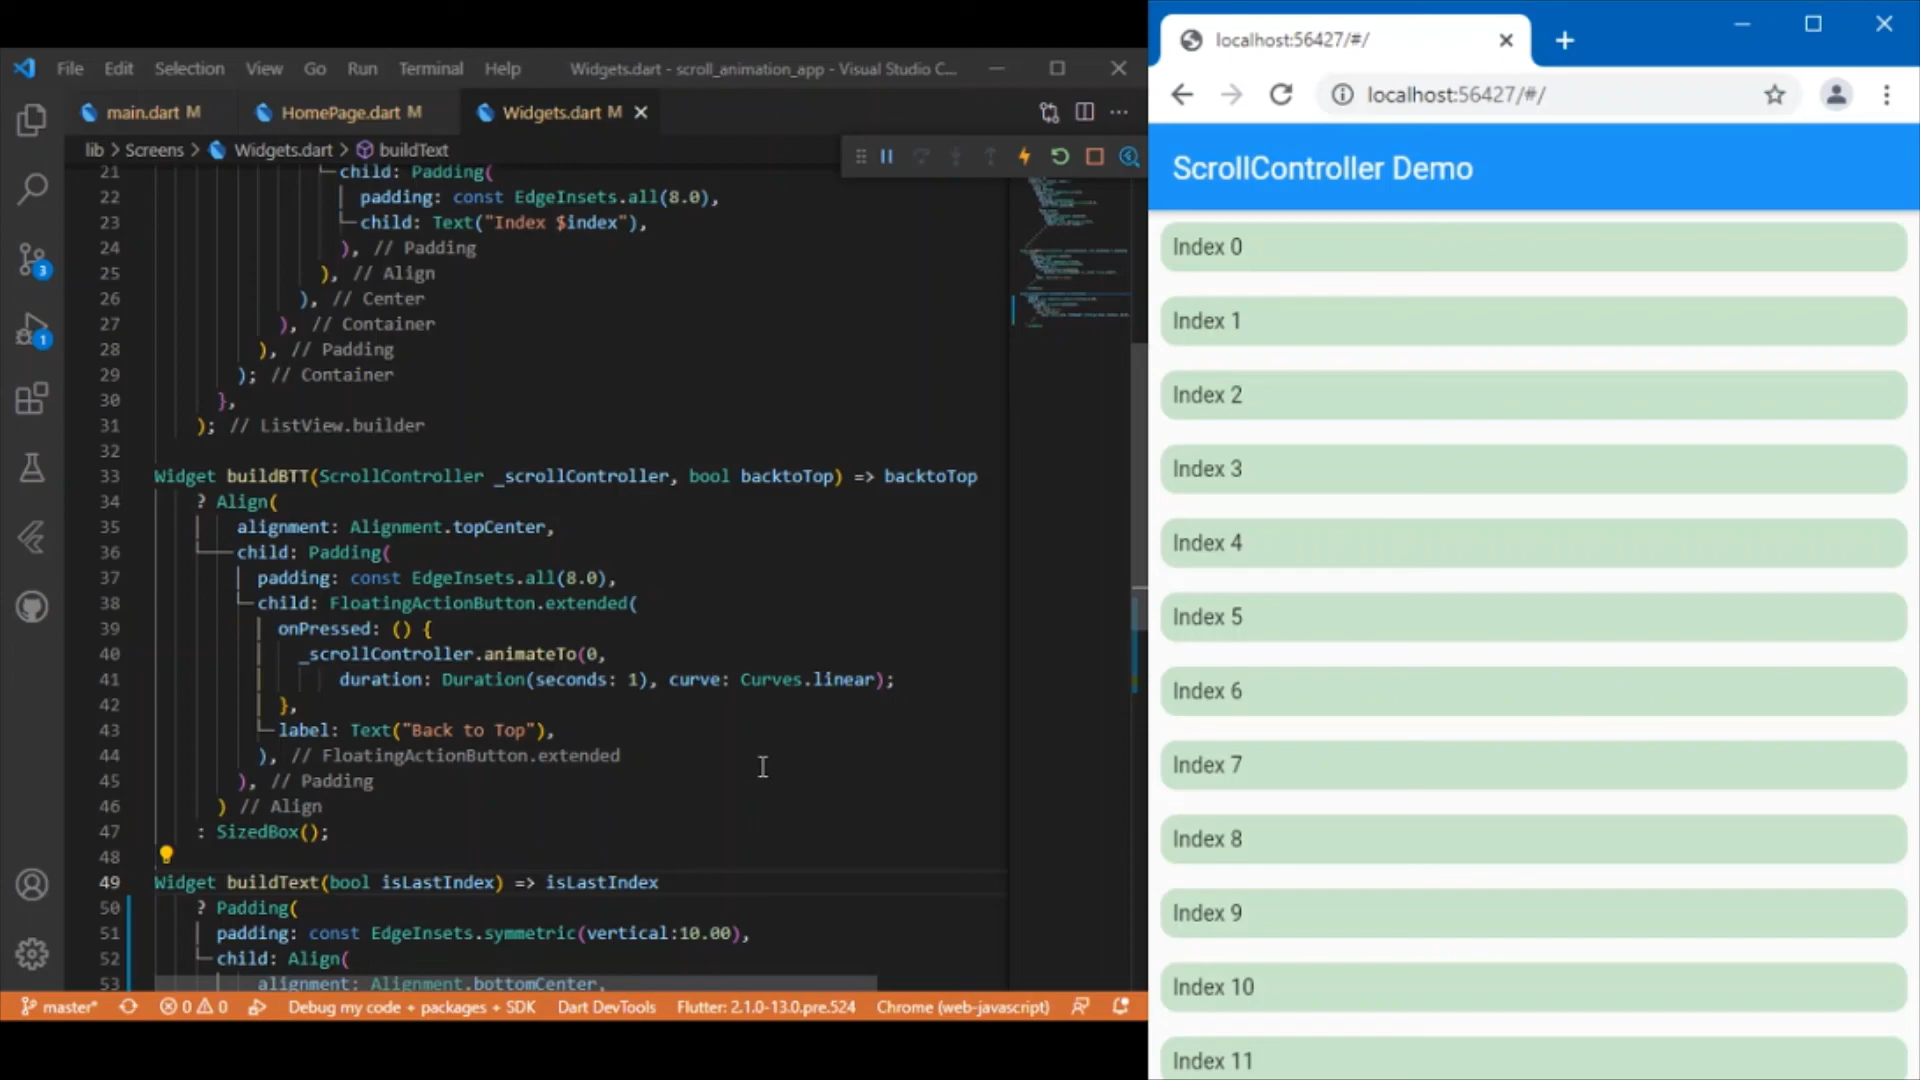 File Edit Selection View Go Run Terminal Help Widgets.dart - scroll_animation_app - Visual Studio C...
main.dart M HomePage.dart M Widgets.dart M
lib > Screens > Widgets.dart > buildText
21 child: Padding(
22 padding: const EdgeInsets.all(8.0),
23 child: Text("Index $index"),
24 ), // Padding
25 ), // Align
26 ), // Center
27 ), // Container
28 ), // Padding
29 ); // Container
30 },
31 ); // ListView.builder
32
33 Widget buildBTT(ScrollController _scrollController, bool backtoTop) => backtoTop
34 ? Align(
35 alignment: Alignment.topCenter,
36 child: Padding(
37 padding: const EdgeInsets.all(8.0),
38 child: FloatingActionButton.extended(
39 onPressed: () {
40 _scrollController.animateTo(0,
41 duration: Duration(seconds: 1), curve: Curves.linear);
42 },
43 label: Text("Back to Top"),
44 ), // FloatingActionButton.extended
45 ), // Padding
46 ) // Align
47 : SizedBox();
48
49 Widget buildText(bool isLastIndex) => isLastIndex
50 ? Padding(
51 padding: const EdgeInsets.symmetric(vertical:10.00),
52 child: Align(
53 alignment: Alignment.bottomCenter,
3
1
master* 0 0 Debug my code + packages + SDK Dart DevTools Flutter: 2.1.0-13.0.pre.524 Chrome (web-javascript)
localhost:56427/#/
localhost:56427/#/
ScrollController Demo
Index 0
Index 1
Index 2
Index 3
Index 4
Index 5
Index 6
Index 7
Index 8
Index 9
Index 10
Index 11